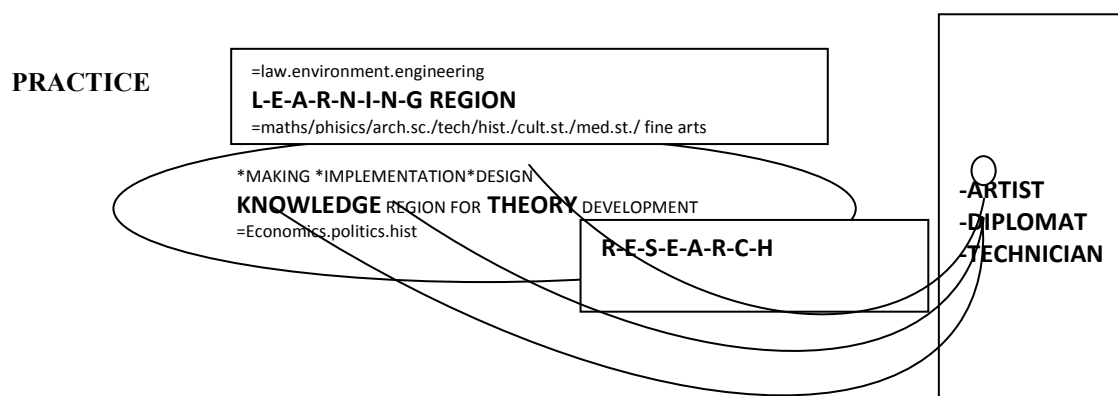 PRACTICE
=law.environment.engineering
L-E-A-R-N-I-N-G REGION
=maths/phisics/arch.sc./tech/hist./cult.st./med.st./ fine arts
*MAKING *IMPLEMENTATION*DESIGN
KNOWLEDGE REGION FOR THEORY DEVELOPMENT
=Economics.politics.hist
R-E-S-E-A-R-C-H
-ARTIST
-DIPLOMAT
-TECHNICIAN